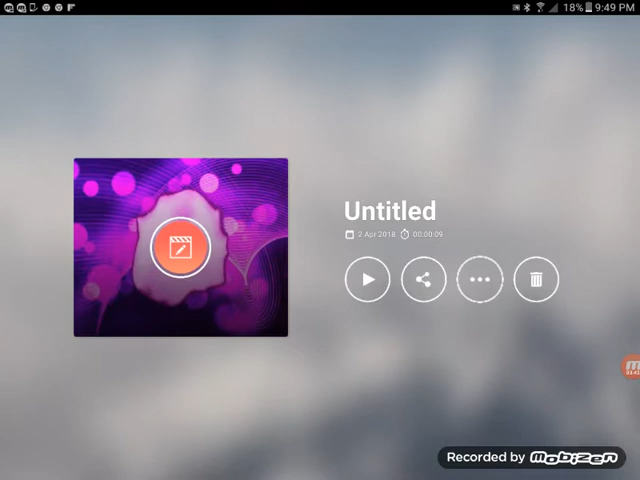 18% 9:49 PM
Untitled
2 Apr 2018 00:00:09
Recorded by Mobizen